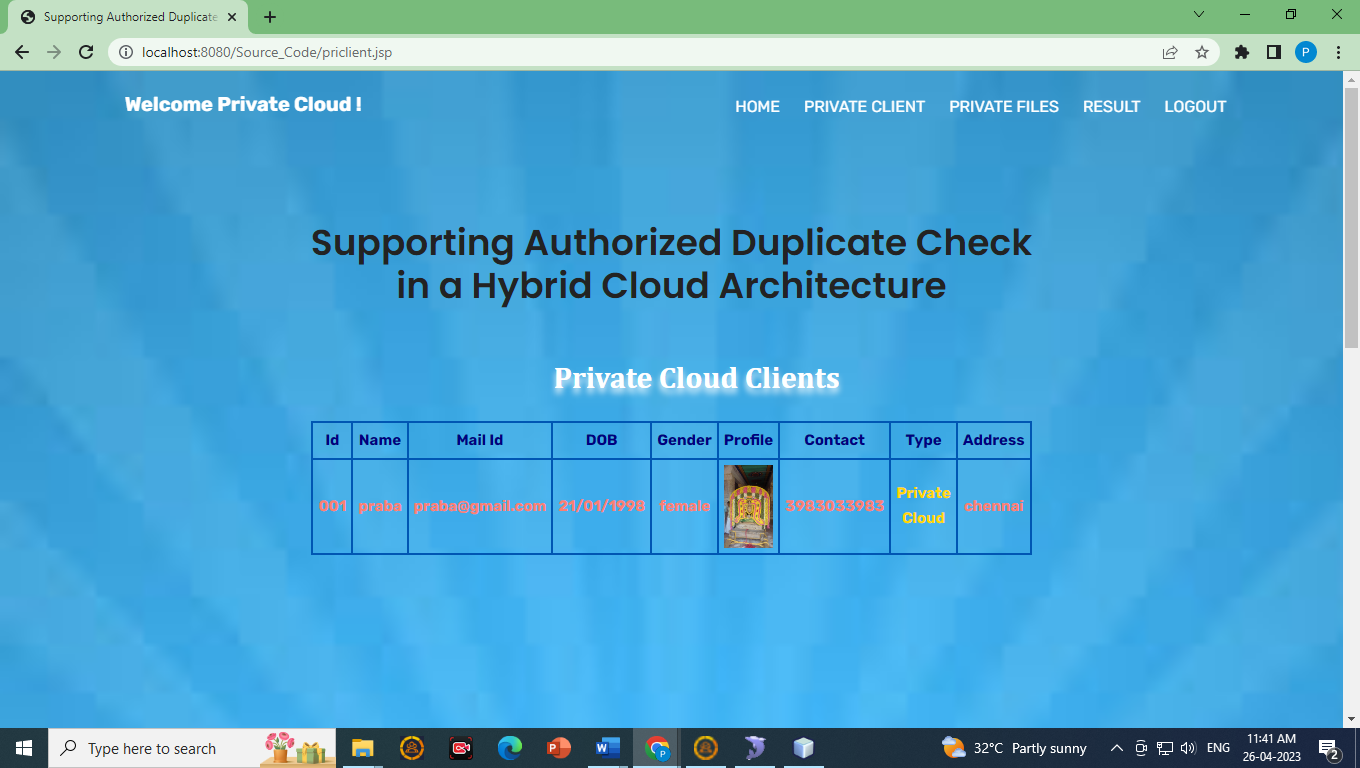 Supporting Authorized Duplicate
localhost:8080/Source_Code/priclient.jsp
P
Welcome Private Cloud !
HOME PRIVATE CLIENT PRIVATE FILES RESULT LOGOUT
Supporting Authorized Duplicate Check
in a Hybrid Cloud Architecture
Private Cloud Clients
Id Name Mail Id DOB Gender Profile Contact Type Address
001 praba praba@gmail.com 21/01/1998 female 3983033983 Private Cloud chennai
Type here to search
32°C Partly sunny
ENG
11:41 AM
26-04-2023
2